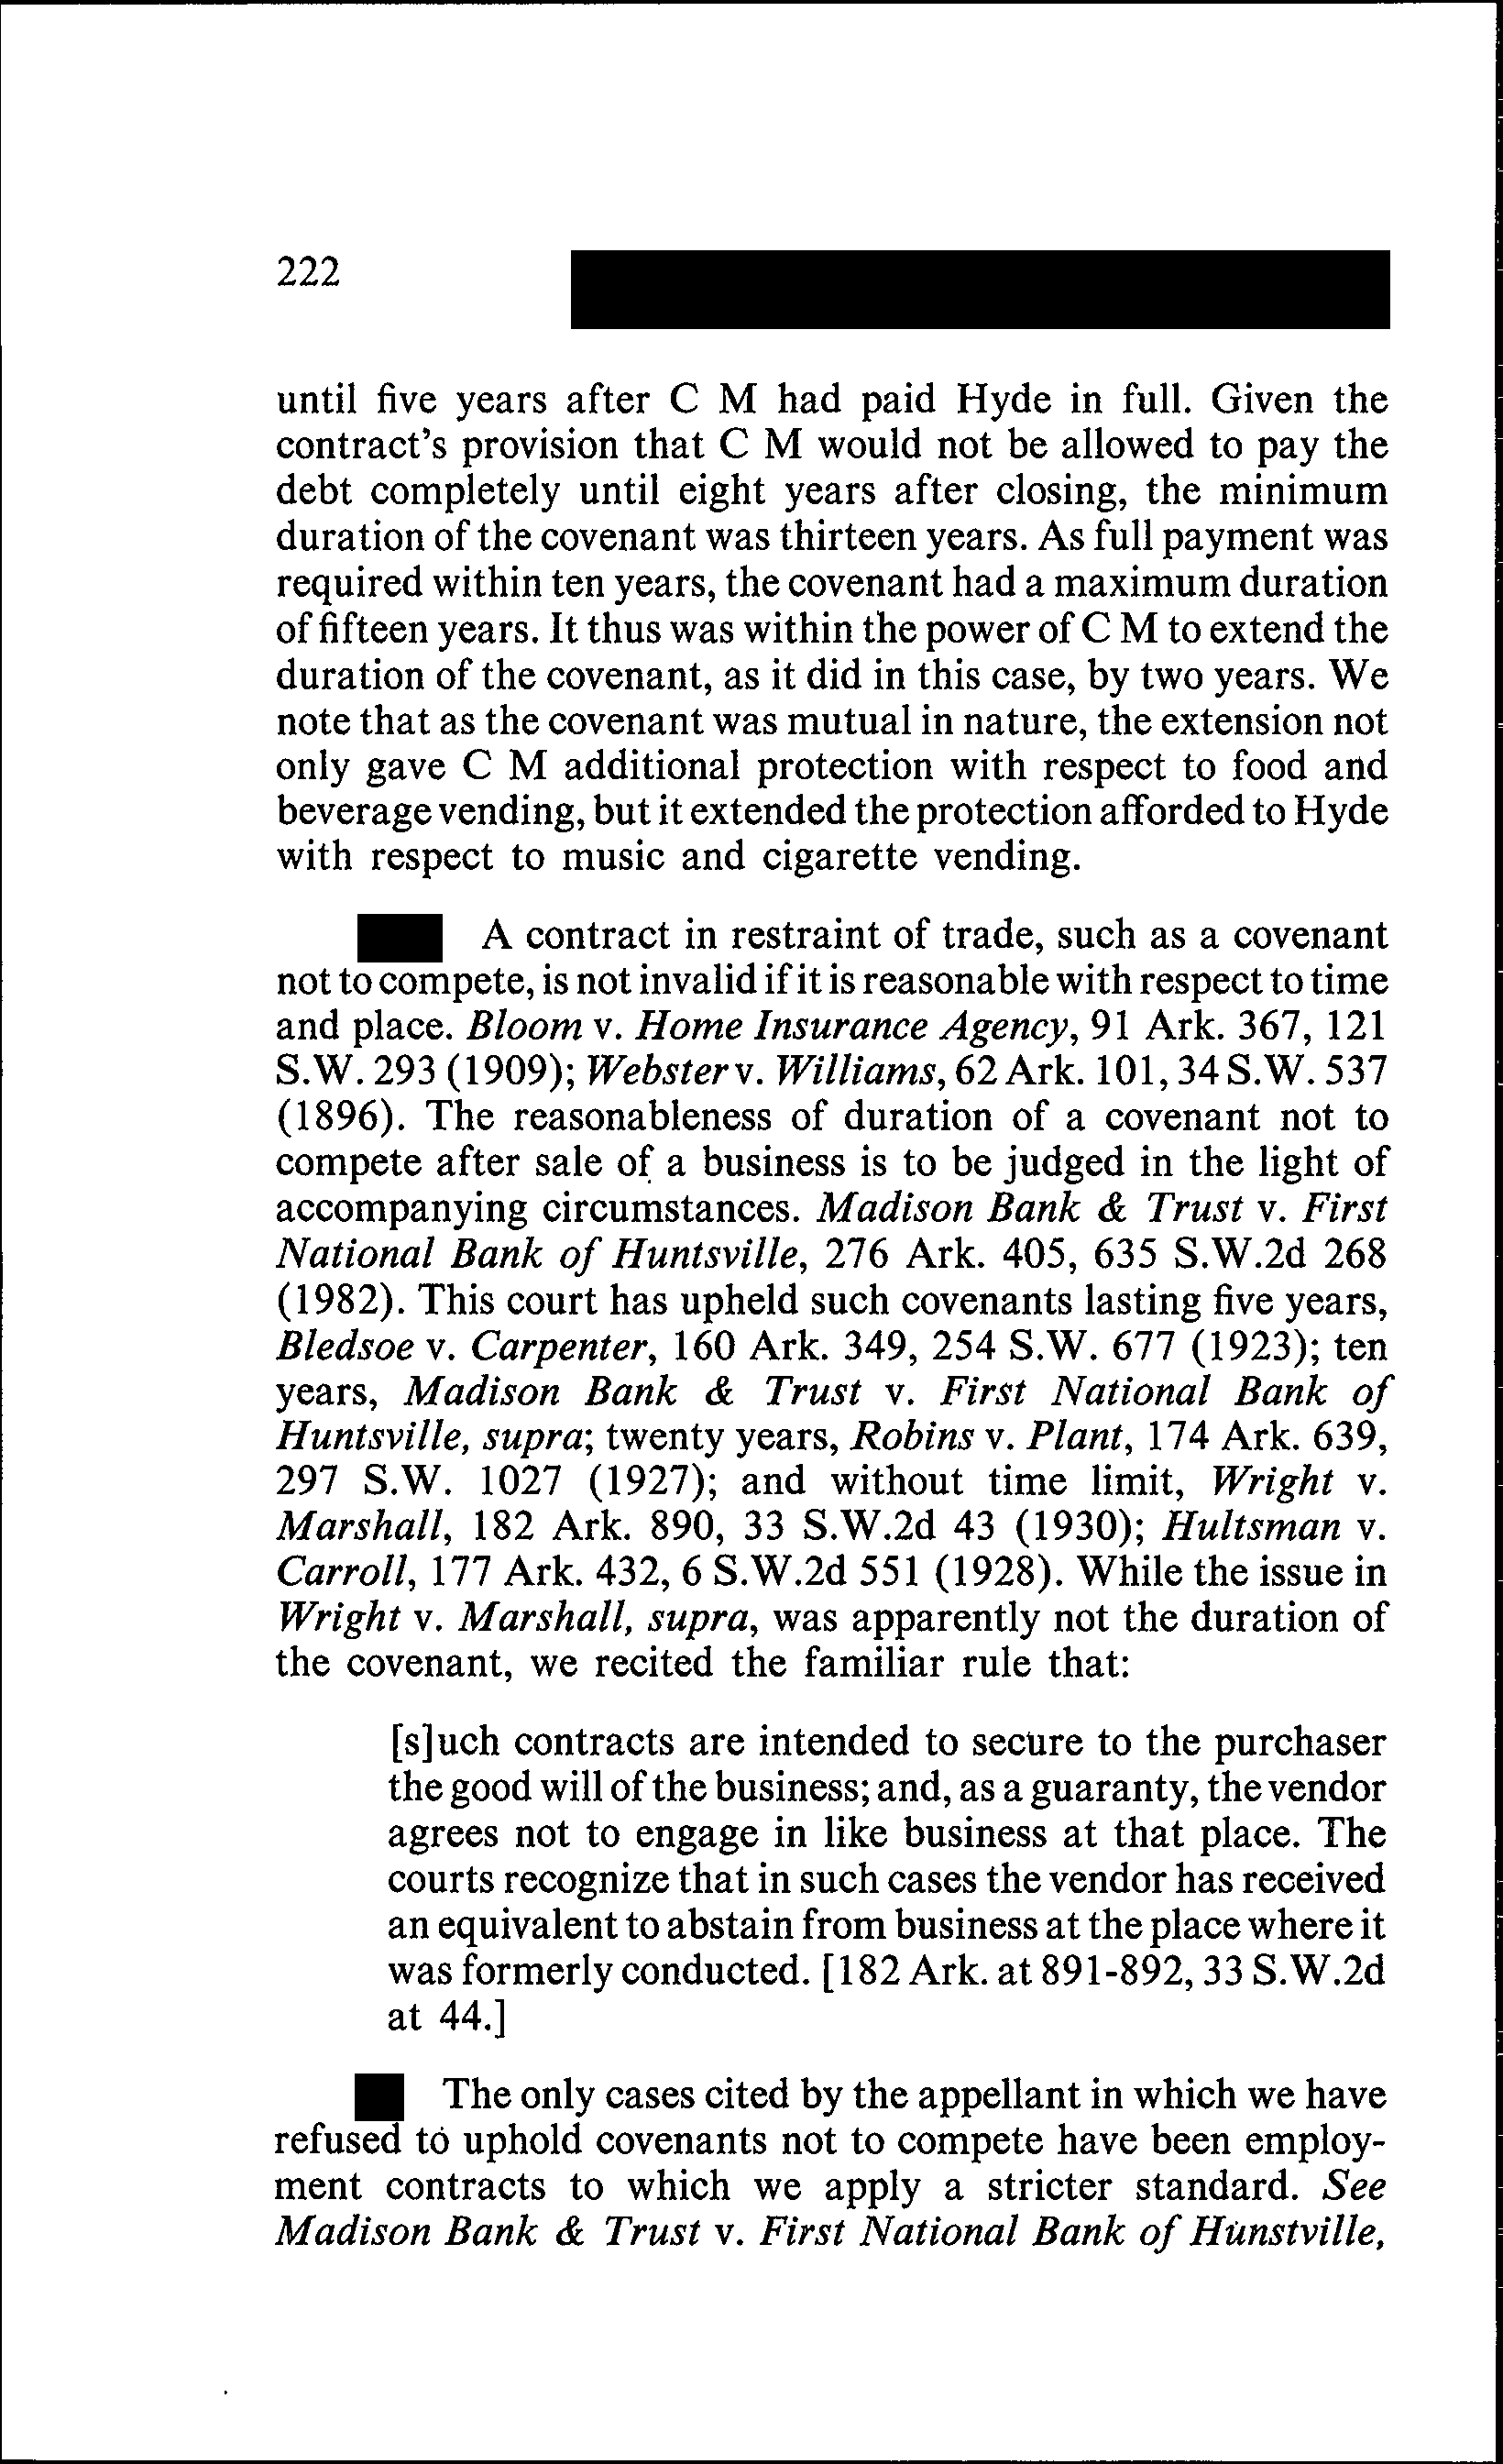 222
until five years after C M had paid Hyde in full. Given the
contract's provision that C M would not be allowed to pay the
debt completely until eight years after closing, the minimum
duration of the covenant was thirteen years. As full payment was
required within ten years, the covenant had a maximum duration
of fifteen years. It thus was within the power of C M to extend the
duration of the covenant, as it did in this case, by two years. We
note that as the covenant was mutual in nature, the extension not
only gave C M additional protection with respect to food and
beverage vending, but it extended the protection afforded to Hyde
with respect to music and cigarette vending.
A contract in restraint of trade, such as a covenant
not to compete, is not invalid if it is reasonable with respect to time
and place. Bloom v. Home Insurance Agency, 91 Ark. 367, 121
S.W. 293 (1909); Webster v. Williams, 62 Ark. 101, 34 S.W. 537
(1896). The reasonableness of duration of a covenant not to
compete after sale of a business is to be judged in the light of
accompanying circumstances. Madison Bank & Trust v. First
National Bank of Huntsville, 276 Ark. 405, 635 S.W.2d 268
(1982). This court has upheld such covenants lasting five years,
Bledsoe v. Carpenter, 160 Ark. 349, 254 S.W. 677 (1923); ten
years, Madison Bank & Trust v. First National Bank of
Huntsville, supra; twenty years, Robins v. Plant, 174 Ark. 639,
297 S.W. 1027 (1927); and without time limit, Wright v.
Marshall, 182 Ark. 890, 33 S.W.2d 43 (1930); Hultsman v.
Carroll, 177 Ark. 432, 6 S.W.2d 551 (1928). While the issue in
Wright v. Marshall, supra, was apparently not the duration of
the covenant, we recited the familiar rule that:
[s]uch contracts are intended to secure to the purchaser
the good will of the business; and, as a guaranty, the vendor
agrees not to engage in like business at that place. The
courts recognize that in such cases the vendor has received
an equivalent to abstain from business at the place where it
was formerly conducted. [182 Ark. at 891-892, 33 S.W.2d
at 44.]
The only cases cited by the appellant in which we have
refused to uphold covenants not to compete have been employ-
ment contracts to which we apply a stricter standard. See
Madison Bank & Trust v. First National Bank of Hunstville,